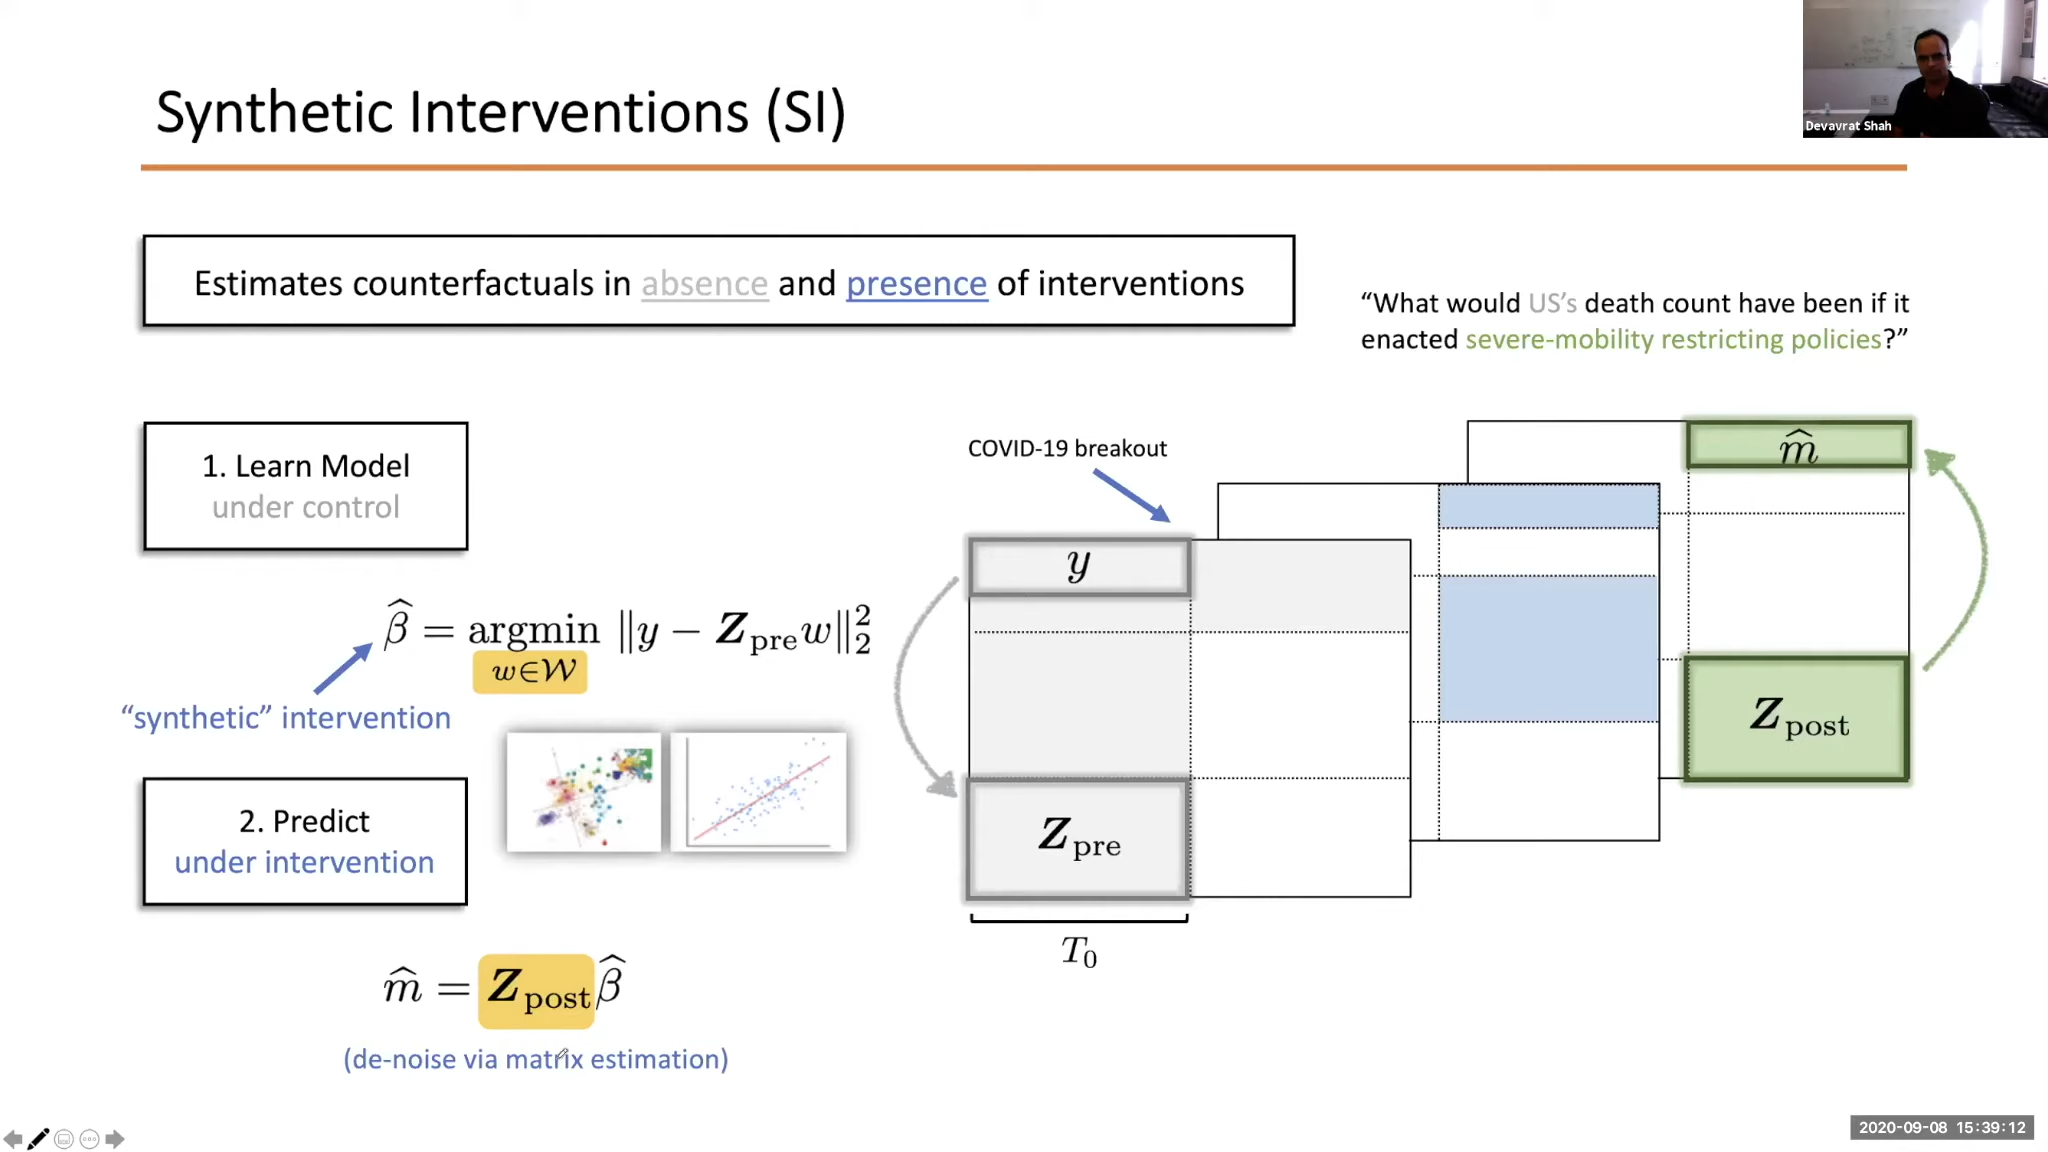 Devavrat Shah
Synthetic Interventions (SI)
Estimates counterfactuals in absence and presence of interventions
“What would US’s death count have been if it
enacted severe-mobility restricting policies?”
1. Learn Model
under control
β̂ = argmin ‖y − Z_pre w‖₂²
w∈𝒲
“synthetic” intervention
2. Predict
under intervention
m̂ = Z_post β̂
(de-noise via matrix estimation)
COVID-19 breakout
y
Z_pre
T₀
m̂
Z_post
2020-09-08 15:39:12